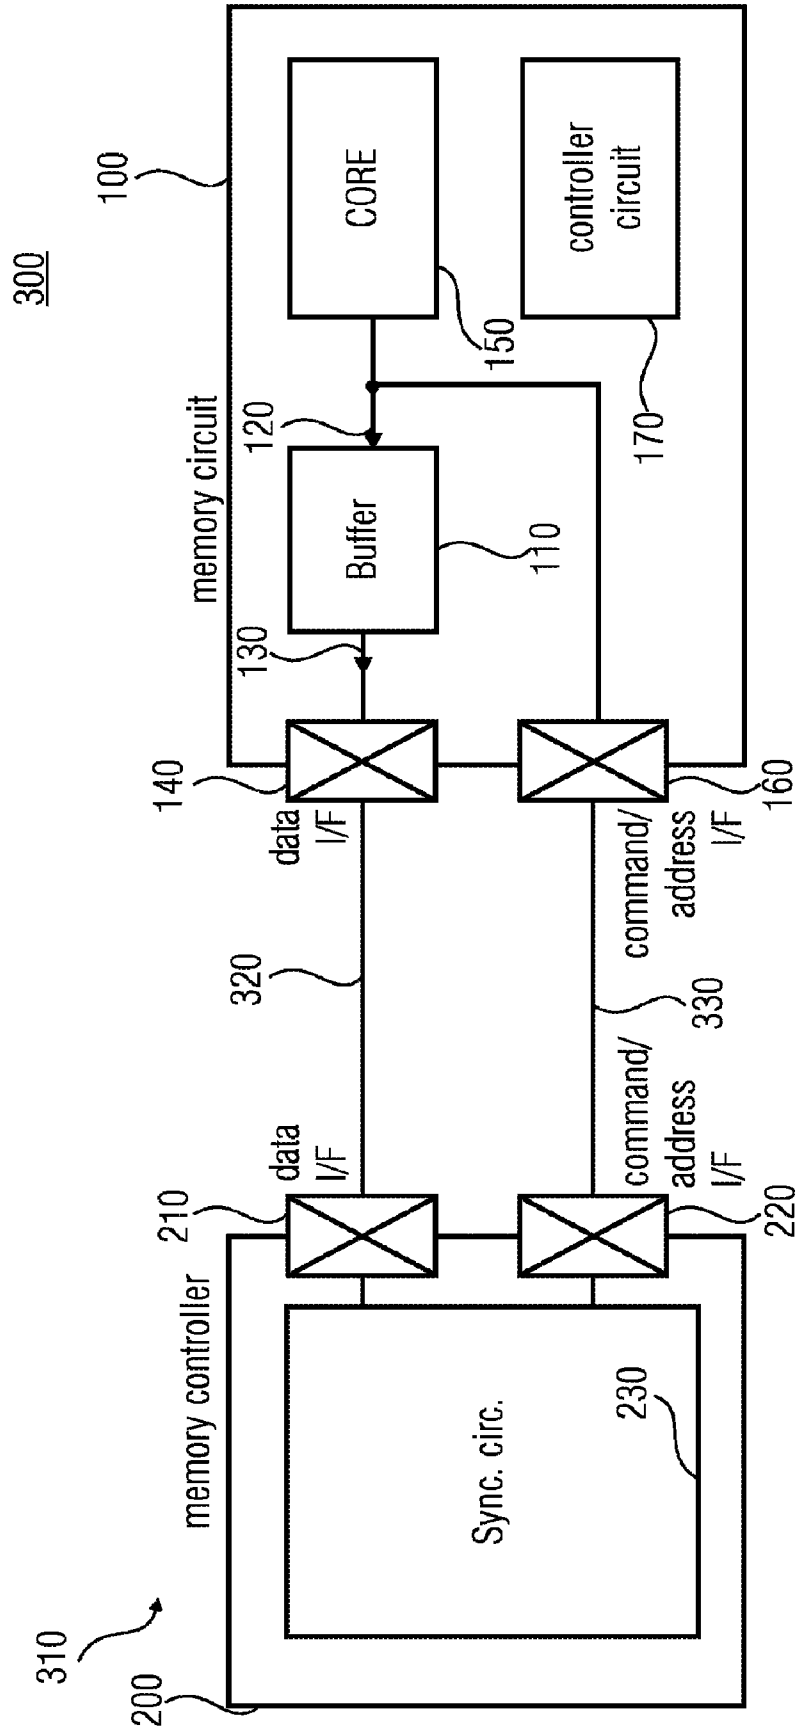 300
310
200
memory controller
Sync. circ.
230
210
data
I/F
220
command/
address
I/F
320
330
140
data
I/F
160
command/
address
I/F
memory circuit
100
130
Buffer
110
120
CORE
150
controller
circuit
170